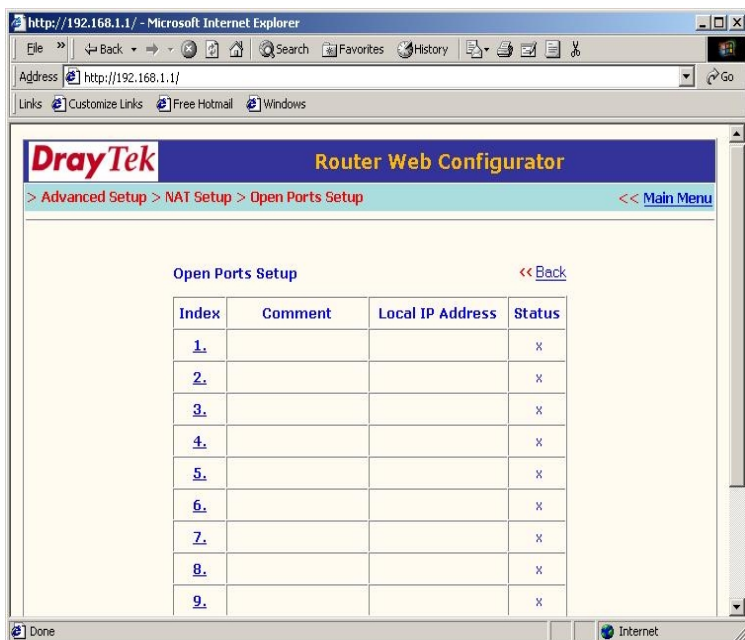 http://192.168.1.1/ - Microsoft Internet Explorer
File » Back Search Favorites History
Address http://192.168.1.1/ Go
Links Customize Links Free Hotmail Windows
DrayTek Router Web Configurator
> Advanced Setup > NAT Setup > Open Ports Setup << Main Menu
Open Ports Setup << Back
Index Comment Local IP Address Status
1. x
2. x
3. x
4. x
5. x
6. x
7. x
8. x
9. x
Done Internet